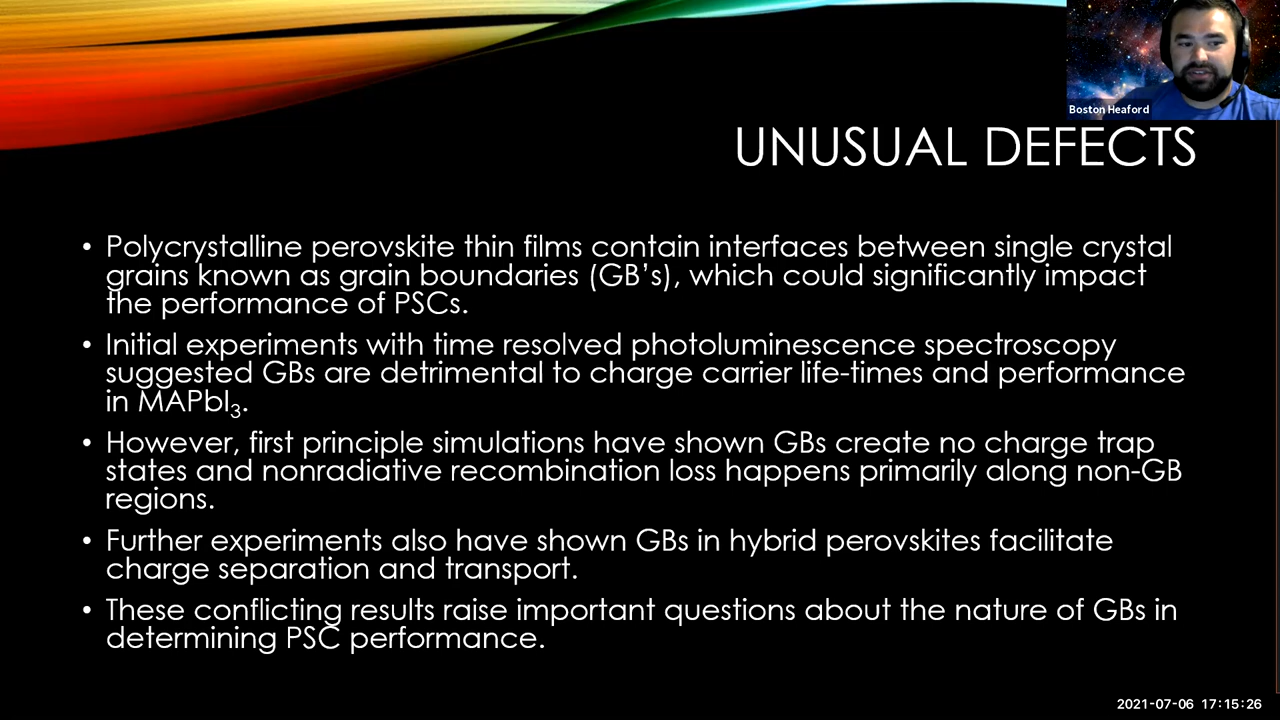 Boston Heaford
UNUSUAL DEFECTS
• Polycrystalline perovskite thin films contain interfaces between single crystal
grains known as grain boundaries (GB’s), which could significantly impact
the performance of PSCs.
• Initial experiments with time resolved photoluminescence spectroscopy
suggested GBs are detrimental to charge carrier life-times and performance
in MAPbI₃.
• However, first principle simulations have shown GBs create no charge trap
states and nonradiative recombination loss happens primarily along non-GB
regions.
• Further experiments also have shown GBs in hybrid perovskites facilitate
charge separation and transport.
• These conflicting results raise important questions about the nature of GBs in
determining PSC performance.
2021-07-06 17:15:26